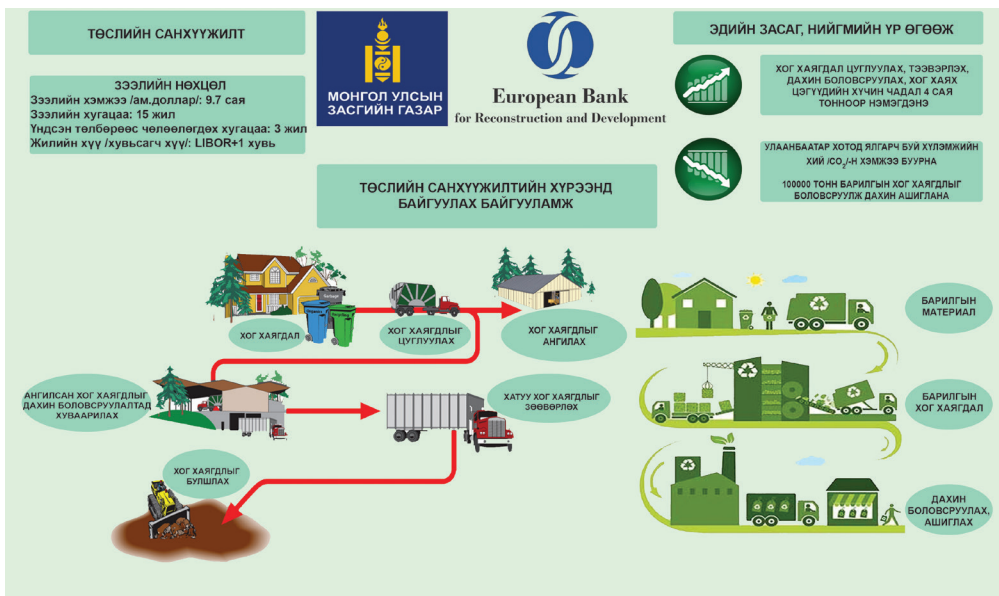 ТӨСЛИЙН САНХҮҮЖИЛТ
ЗЭЭЛИЙН НӨХЦӨЛ
Зээлийн хэмжээ /ам.доллар/: 9.7 сая
Зээлийн хугацаа: 15 жил
Үндсэн төлбөрөөс чөлөөлөгдөх хугацаа: 3 жил
Жилийн хүү /хувьсагч хүү/: LIBOR+1 хувь
МОНГОЛ УЛСЫН
ЗАСГИЙН ГАЗАР
European Bank
for Reconstruction and Development
ЭДИЙН ЗАСАГ, НИЙГМИЙН ҮР ӨГӨӨЖ
ХОГ ХАЯГДАЛ ЦУГЛУУЛАХ, ТЭЭВЭРЛЭХ,
ДАХИН БОЛОВСРУУЛАХ, ХОГ ХАЯХ
ЦЭГҮҮДИЙН ХҮЧИН ЧАДАЛ 4 САЯ
ТОННООР НЭМЭГДЭНЭ
УЛААНБААТАР ХОТОД ЯЛГАРЧ БУЙ ХҮЛЭМЖИЙН
ХИЙ /CO₂/-Н ХЭМЖЭЭ БУУРНА
100000 ТОНН БАРИЛГЫН ХОГ ХАЯГДЛЫГ
БОЛОВСРУУЛЖ ДАХИН АШИГЛАНА
ТӨСЛИЙН САНХҮҮЖИЛТИЙН ХҮРЭЭНД
БАЙГУУЛАХ БАЙГУУЛАМЖ
Garbage
Organics
Recycling
ХОГ ХАЯГДАЛ
ХОГ ХАЯГДЛЫГ
ЦУГЛУУЛАХ
ХОГ ХАЯГДЛЫГ
АНГИЛАХ
АНГИЛСАН ХОГ ХАЯГДЛЫГ
ДАХИН БОЛОВСРУУЛАЛТАД
ХУВААРИЛАХ
ХАТУУ ХОГ ХАЯГДЛЫГ
ЗӨӨВӨРЛӨХ
ХОГ ХАЯГДЛЫГ
БУЛШЛАХ
БАРИЛГЫН
МАТЕРИАЛ
БАРИЛГЫН
ХОГ ХАЯГДАЛ
ДАХИН
БОЛОВСРУУЛАХ,
АШИГЛАХ